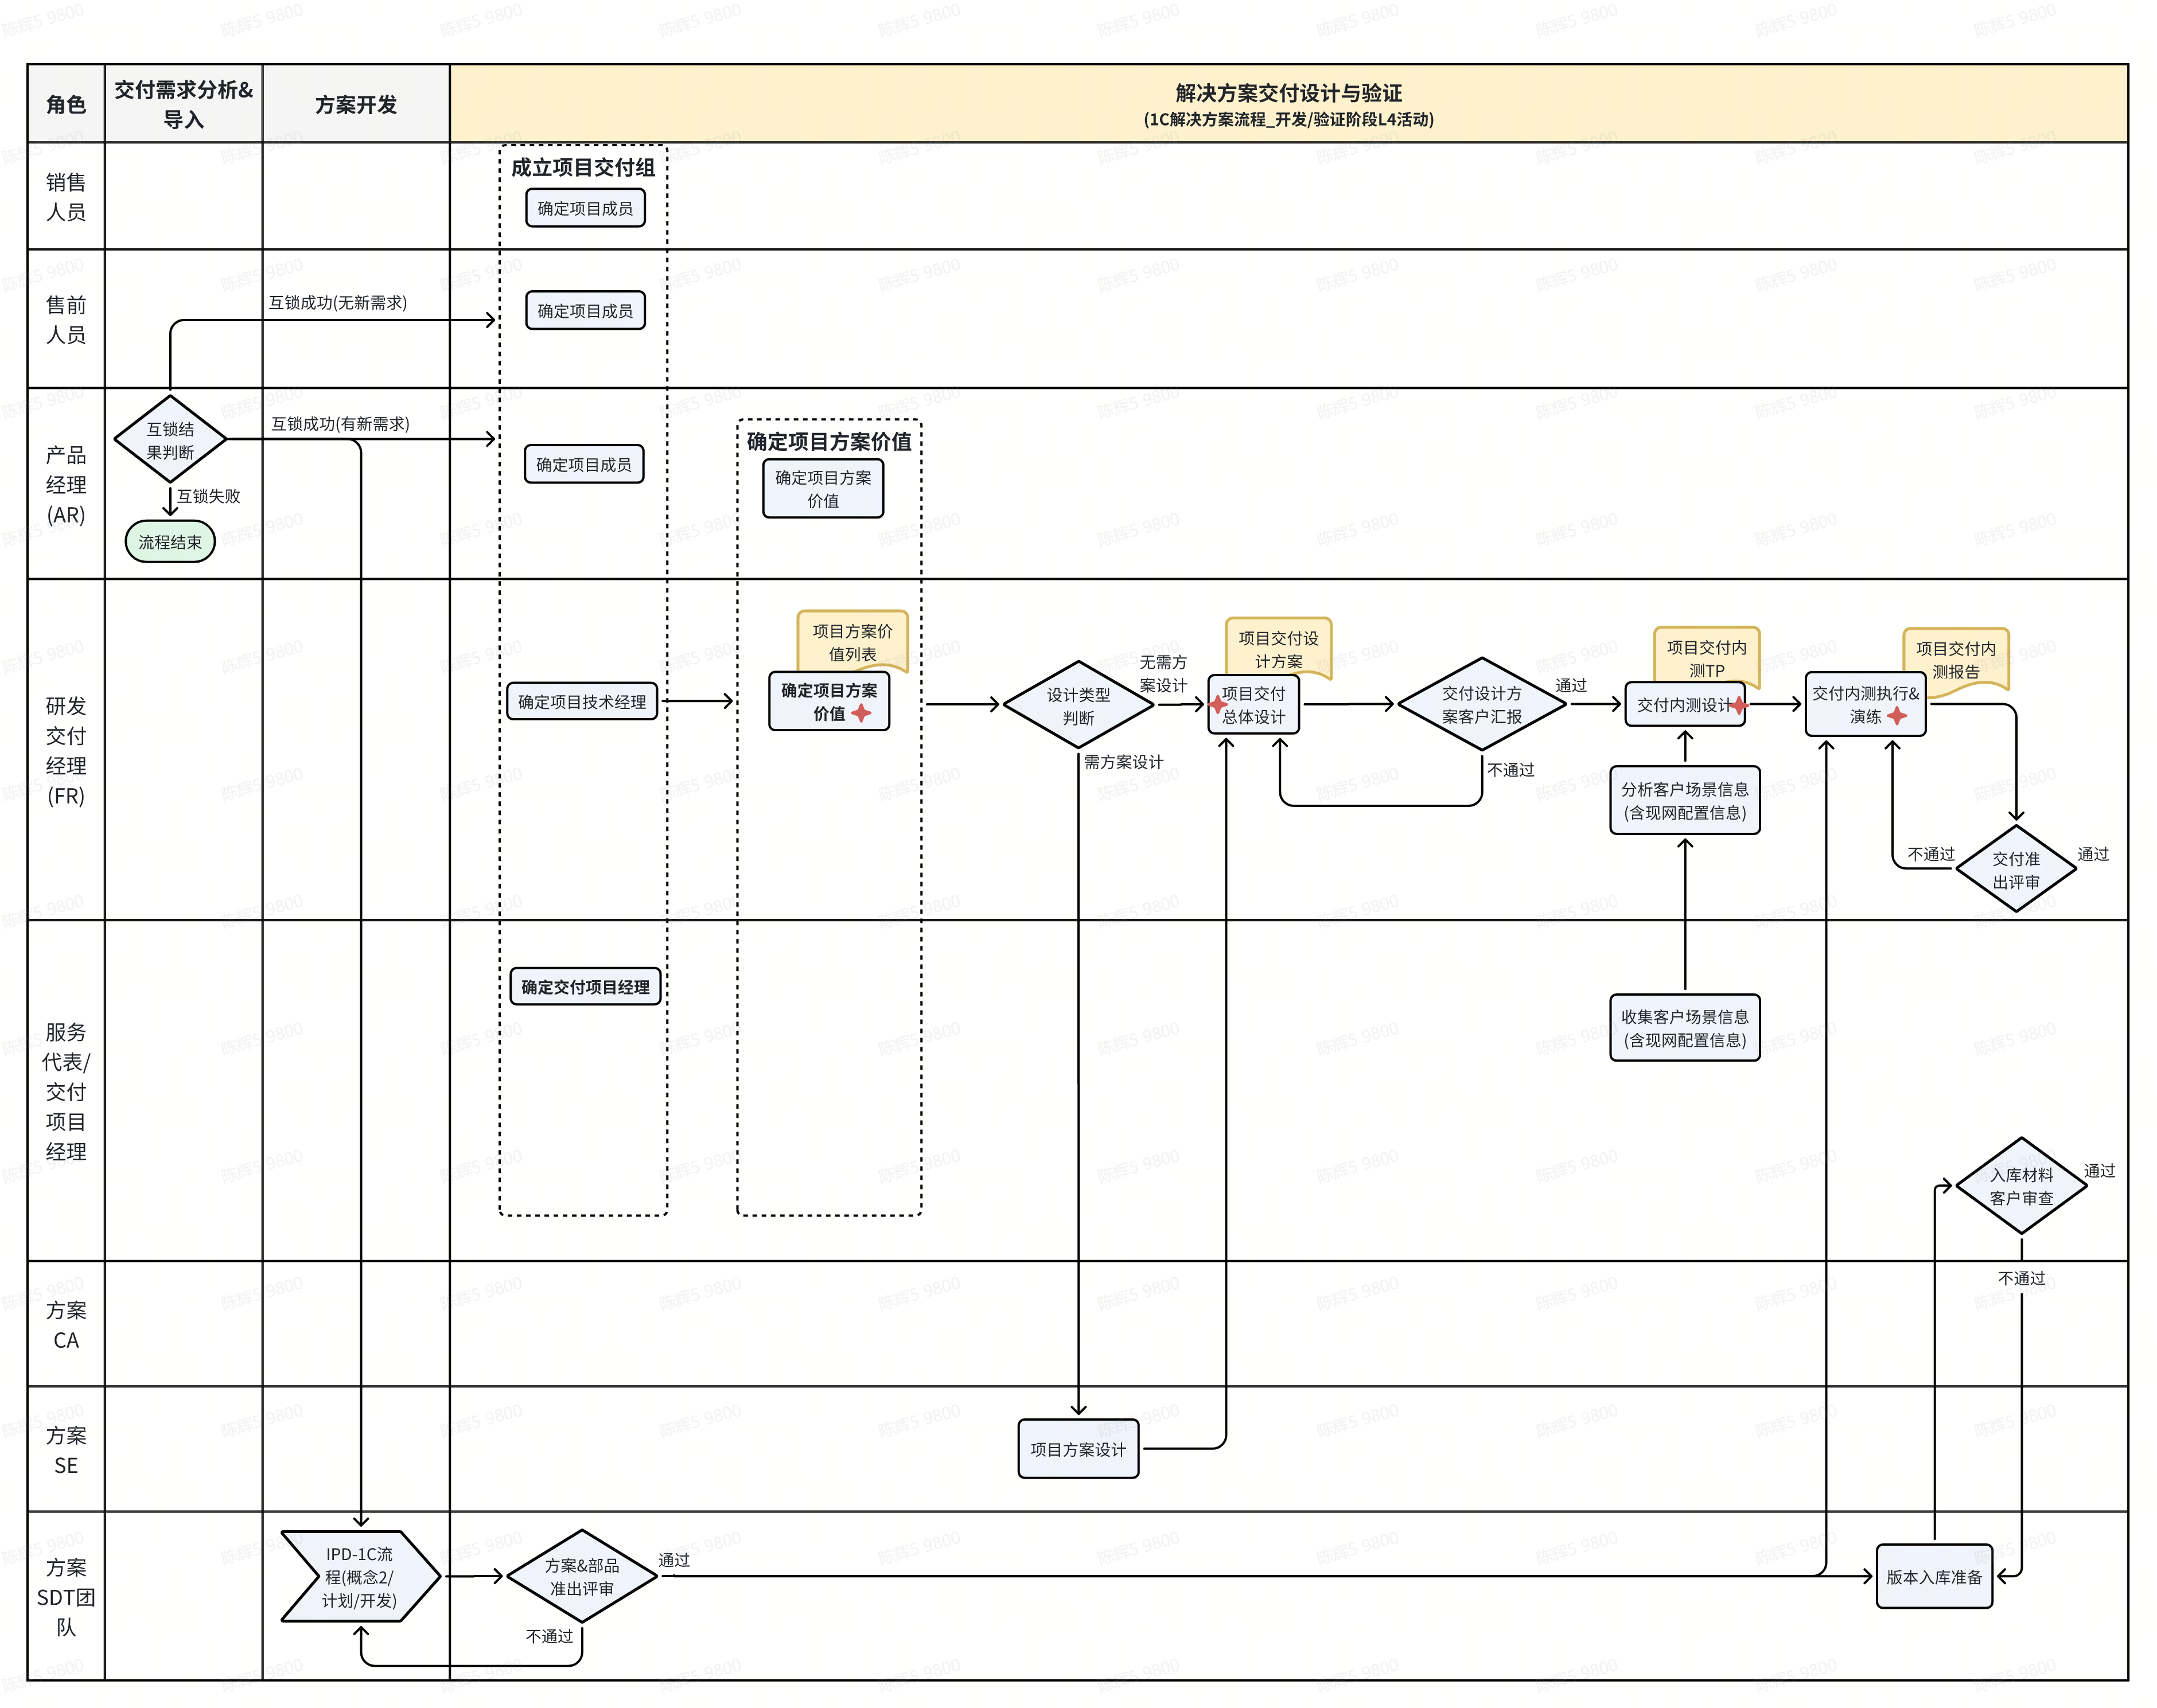 角色
交付需求分析&
导入
方案开发
解决方案交付设计与验证
(1C解决方案流程_开发/验证阶段L4活动)
销售
人员
成立项目交付组
确定项目成员
售前
人员
互锁成功(无新需求)
确定项目成员
产品
经理
(AR)
互锁结
果判断
互锁成功(有新需求)
互锁失败
流程结束
确定项目成员
确定项目方案价值
确定项目方案
价值
研发
交付
经理
(FR)
确定项目技术经理
项目方案价
值列表
确定项目方案
价值
设计类型
判断
无需方
案设计
需方案设计
项目交付设
计方案
项目交付
总体设计
交付设计方
案客户汇报
通过
不通过
项目交付内
测TP
交付内测设计
分析客户场景信息
(含现网配置信息)
项目交付内
测报告
交付内测执行&
演练
不通过
交付准
出评审
通过
服务
代表/
交付
项目
经理
确定交付项目经理
收集客户场景信息
(含现网配置信息)
入库材料
客户审查
通过
不通过
方案
CA
方案
SE
项目方案设计
方案
SDT团
队
IPD-1C流
程(概念2/
计划/开发)
方案&部品
准出评审
通过
不通过
版本入库准备
陈辉5 9800